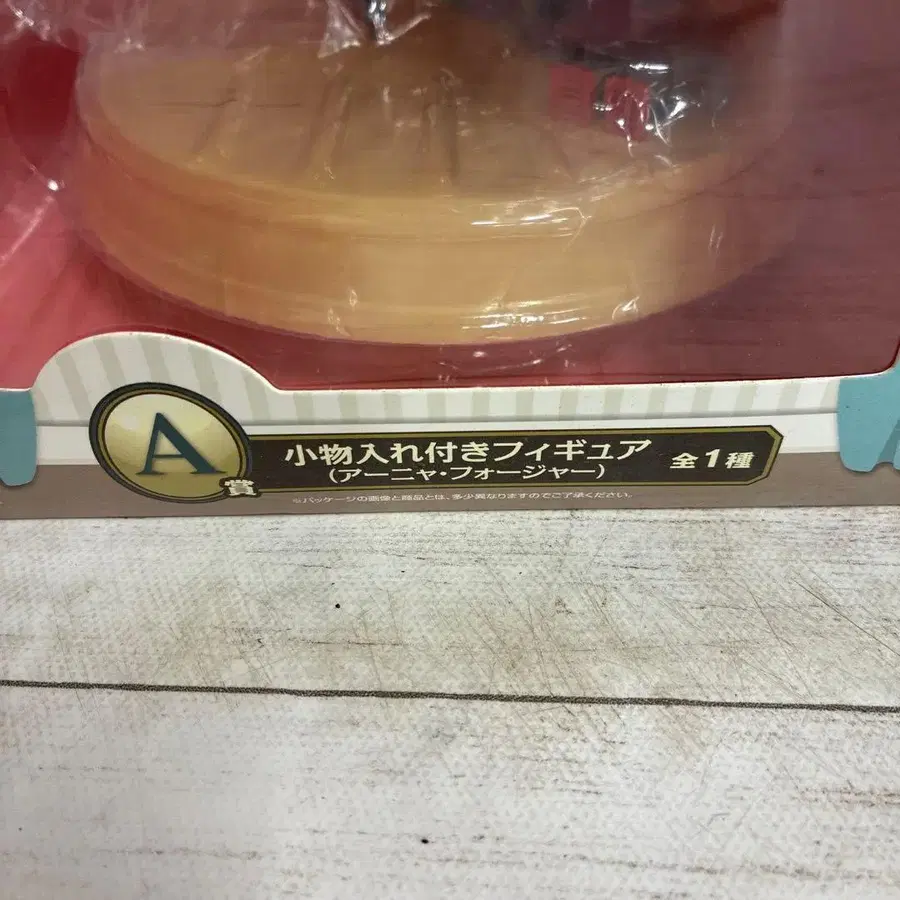 A賞
小物入れ付きフィギュア
(アーニャ・フォージャー)
全1種
※パッケージの画像と商品とは、多少異なりますのでご了承ください。